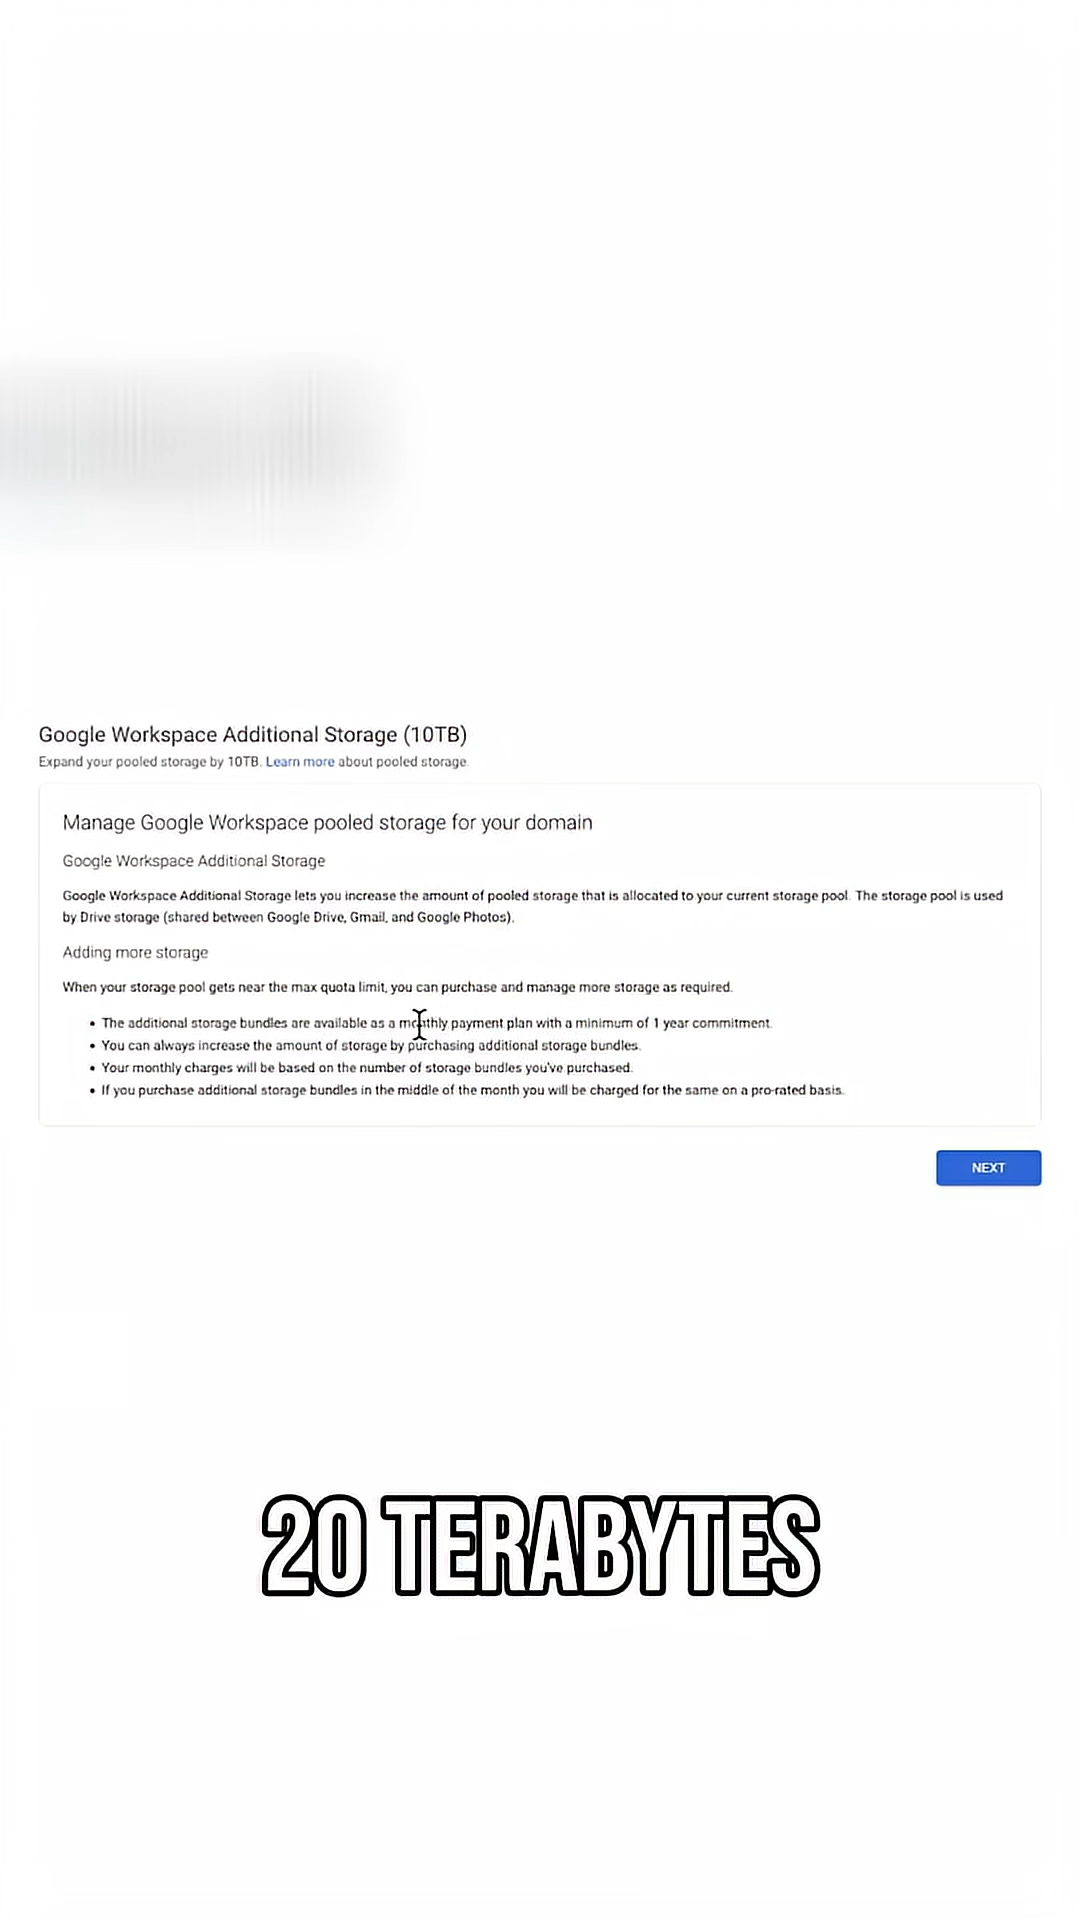 Google Workspace Additional Storage (10TB)
Expand your pooled storage by 10TB. Learn more about pooled storage.
Manage Google Workspace pooled storage for your domain
Google Workspace Additional Storage
Google Workspace Additional Storage lets you increase the amount of pooled storage that is allocated to your current storage pool. The storage pool is used
by Drive storage (shared between Google Drive, Gmail, and Google Photos).
Adding more storage
When your storage pool gets near the max quota limit, you can purchase and manage more storage as required.
• The additional storage bundles are available as a monthly payment plan with a minimum of 1 year commitment.
• You can always increase the amount of storage by purchasing additional storage bundles.
• Your monthly charges will be based on the number of storage bundles you've purchased.
• If you purchase additional storage bundles in the middle of the month you will be charged for the same on a pro-rated basis.
NEXT
20 TERABYTES